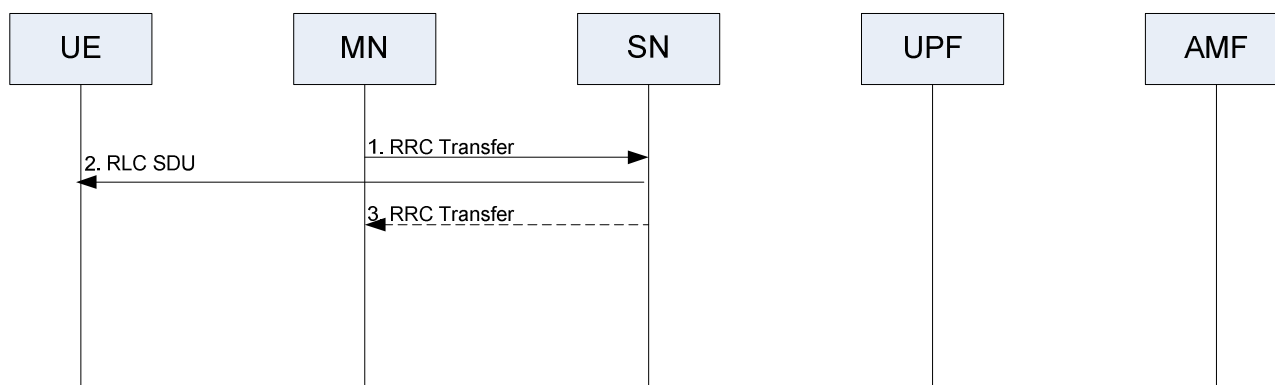 UE
MN
SN
UPF
AMF
1. RRC Transfer
2. RLC SDU
3. RRC Transfer